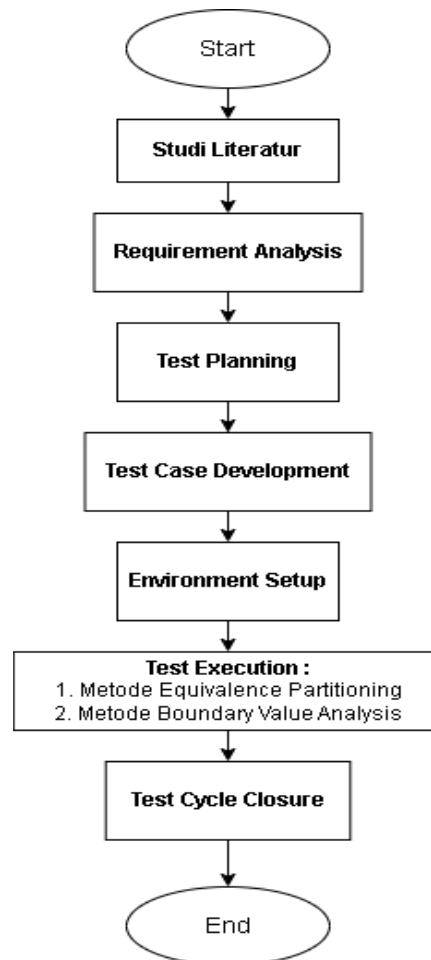 Start
Studi Literatur
Requirement Analysis
Test Planning
Test Case Development
Environment Setup
Test Execution :
1. Metode Equivalence Partitioning
2. Metode Boundary Value Analysis
Test Cycle Closure
End